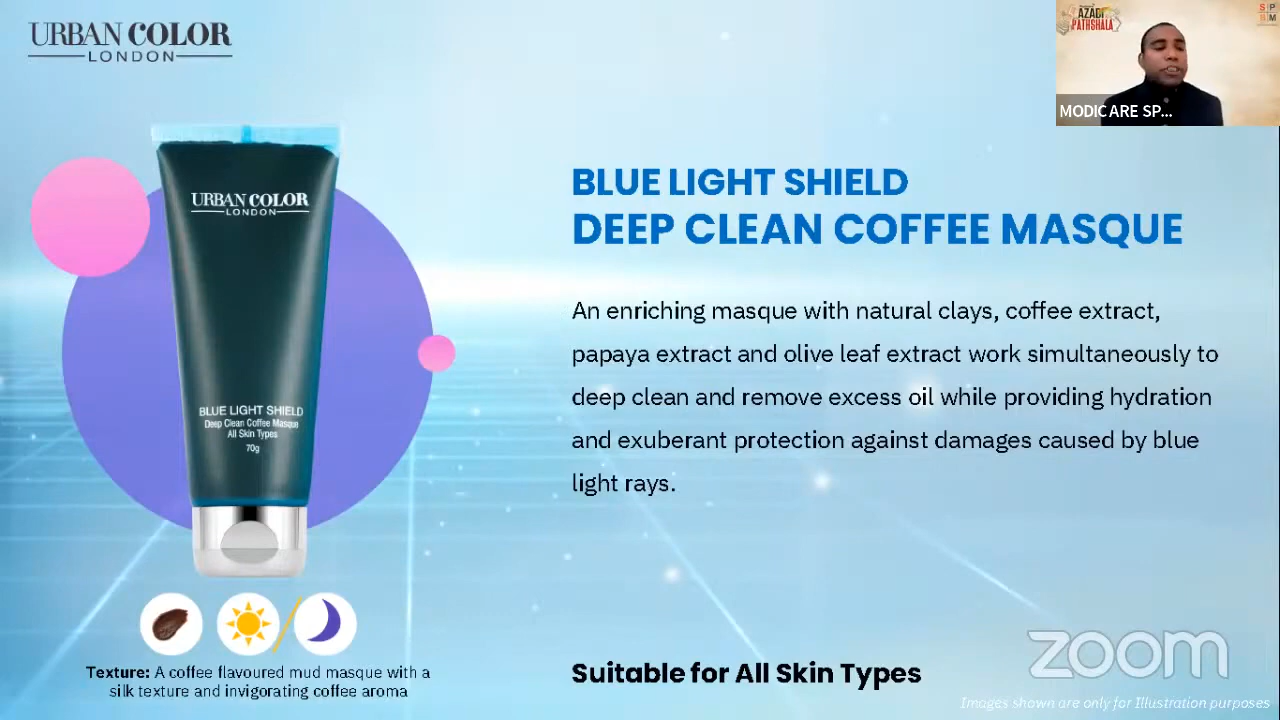 URBAN COLOR
LONDON
AZADI
PATHSHALA
S P
B M
MODICARE SP...
URBAN COLOR
LONDON
BLUE LIGHT SHIELD
Deep Clean Coffee Masque
All Skin Types
70g
BLUE LIGHT SHIELD
DEEP CLEAN COFFEE MASQUE
An enriching masque with natural clays, coffee extract,
papaya extract and olive leaf extract work simultaneously to
deep clean and remove excess oil while providing hydration
and exuberant protection against damages caused by blue
light rays.
Texture: A coffee flavoured mud masque with a
silk texture and invigorating coffee aroma
Suitable for All Skin Types
zoom
Images shown are only for Illustration purposes